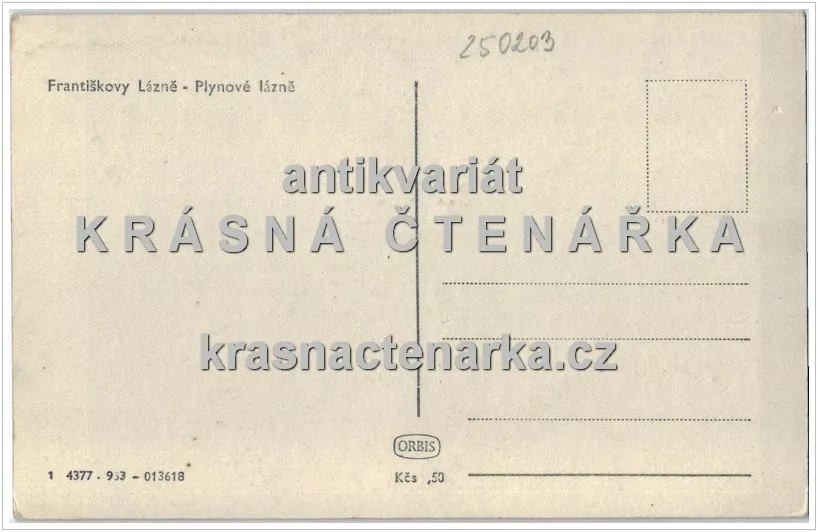 250203
Františkovy Lázně - Plynové lázně
antikvariát
KRÁSNÁ ČTENÁŘKA
krasnactenarka.cz
ORBIS
1 4377 - 953 - 013618
Kčs ,50